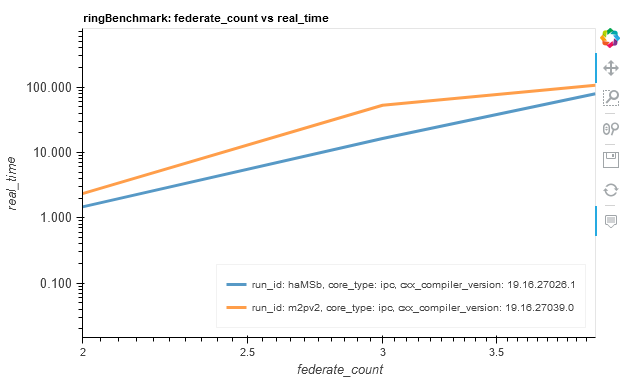 ringBenchmark: federate_count vs real_time
100.000
10.000
1.000
0.100
real_time
run_id: haMSb, core_type: ipc, cxx_compiler_version: 19.16.27026.1
run_id: m2pv2, core_type: ipc, cxx_compiler_version: 19.16.27039.0
2
2.5
3
3.5
federate_count